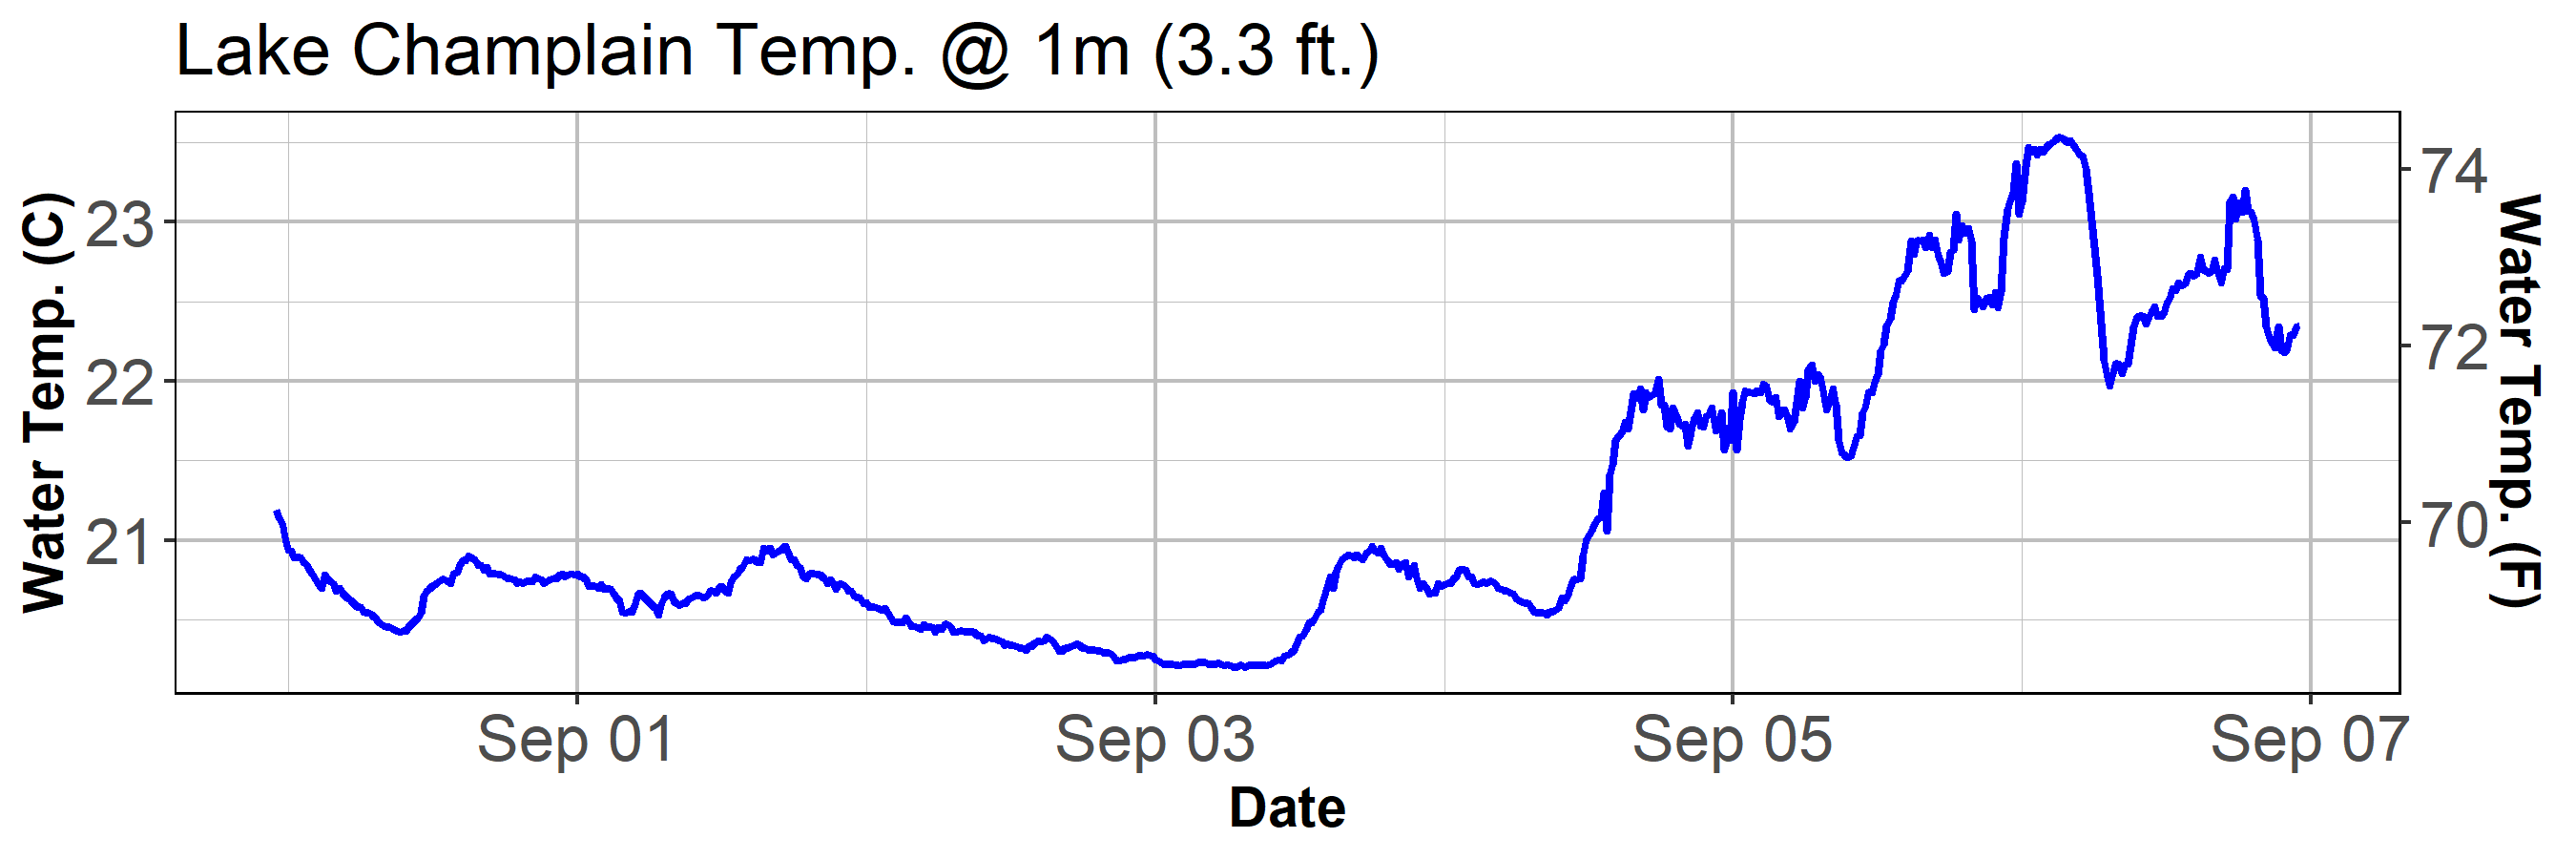 Lake Champlain Temp. @ 1m (3.3 ft.)
Water Temp. (C)
23
22
21
74
72
70
Water Temp. (F)
Sep 01
Sep 03
Sep 05
Sep 07
Date